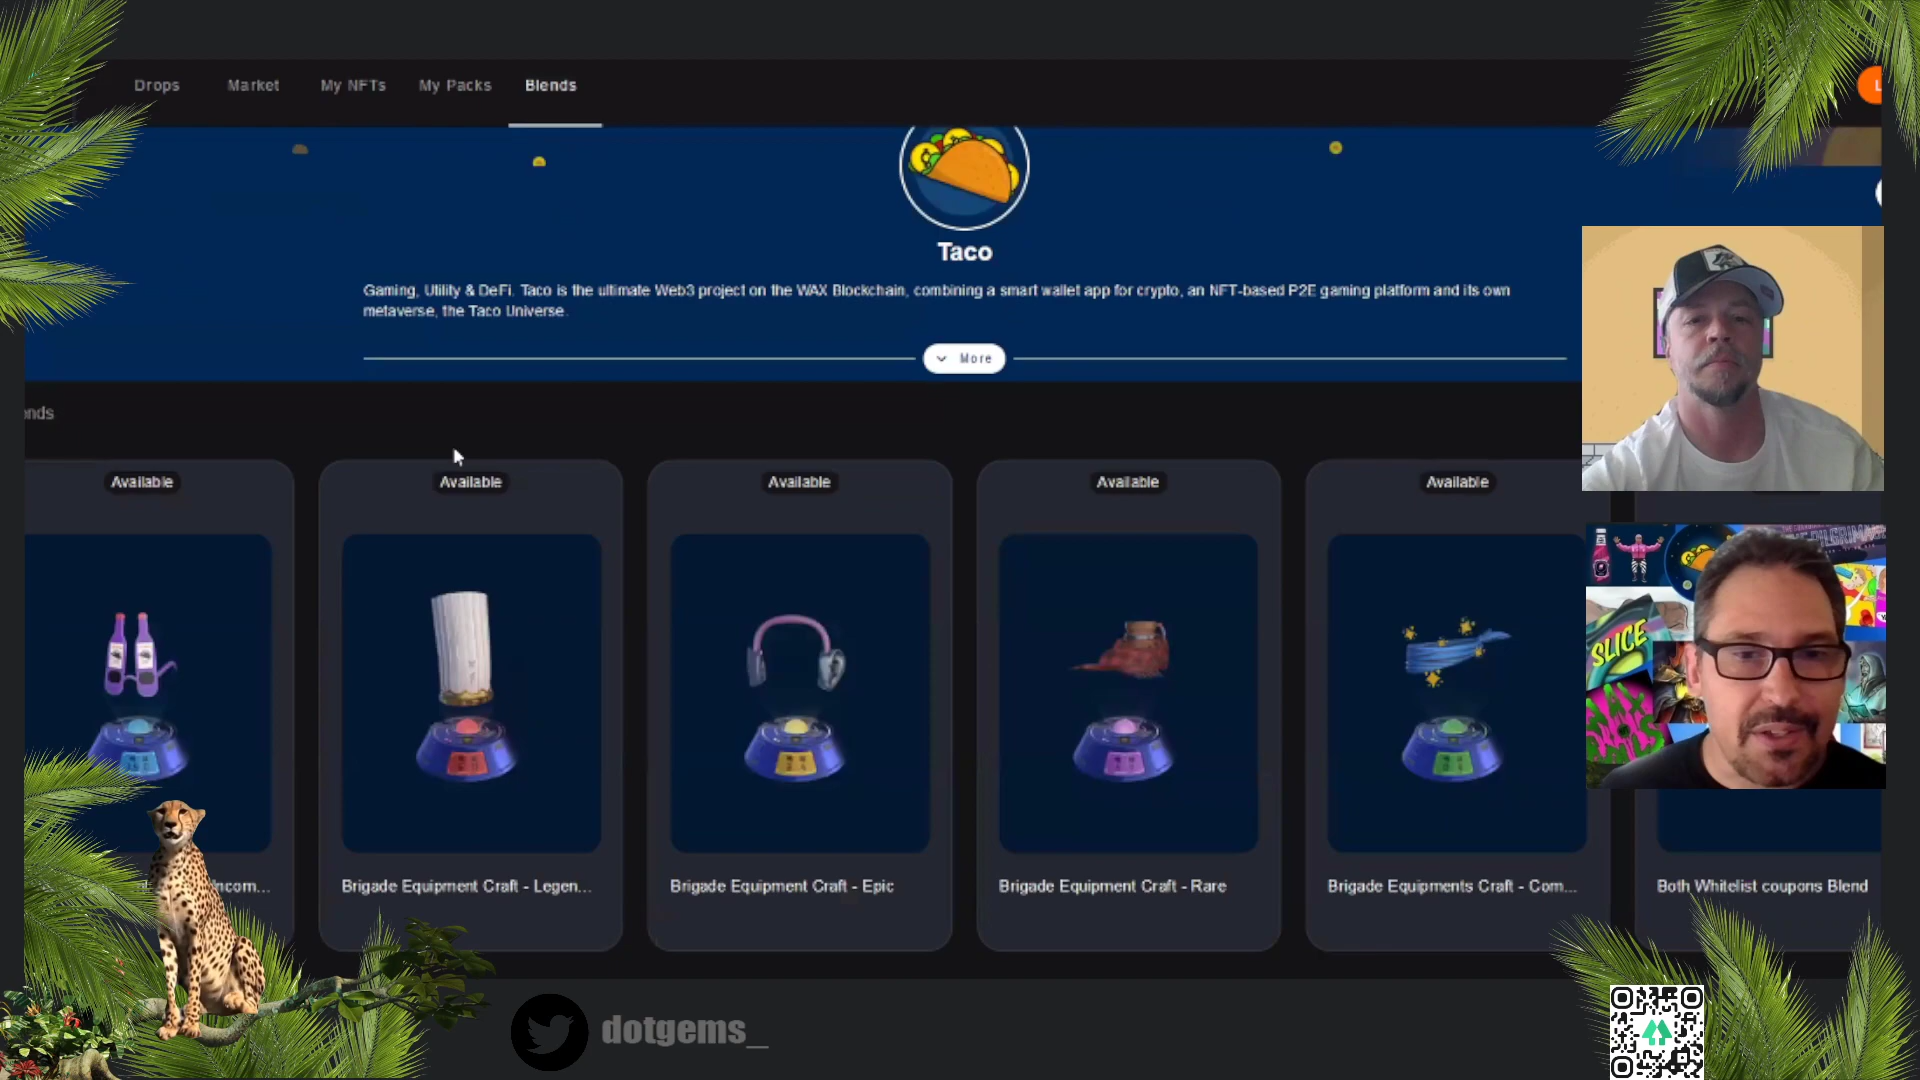 Drops Market My NFTs My Packs Blends
L
Taco
Gaming, Utility & DeFi. Taco is the ultimate Web3 project on the WAX Blockchain, combining a smart wallet app for crypto, an NFT-based P2E gaming platform and its own
metaverse, the Taco Universe.
More
nds
Available Available Available Available Available
SLICE
Incom... Brigade Equipment Craft - Legen... Brigade Equipment Craft - Epic Brigade Equipment Craft - Rare Brigade Equipments Craft - Com... Both Whitelist coupons Blend
dotgems_